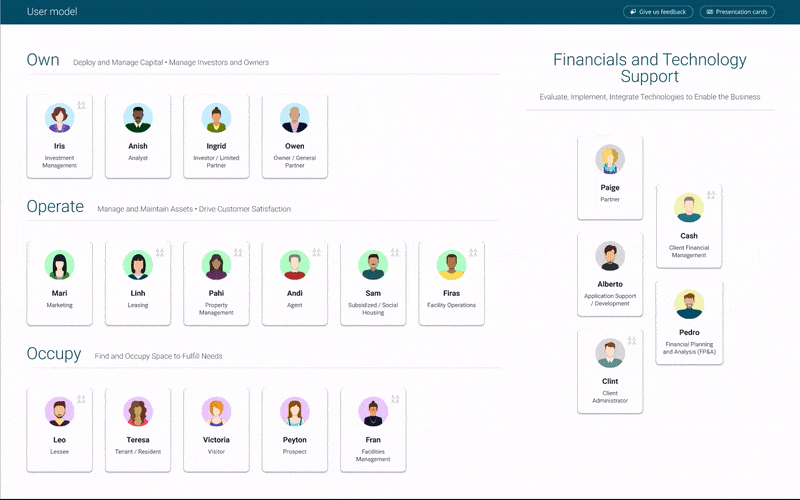 User model
Give us feedback
Presentation cards
Own
Deploy and Manage Capital • Manage Investors and Owners
Iris
Investment
Management
Anish
Analyst
Ingrid
Investor / Limited
Partner
Owen
Owner / General
Partner
Operate
Manage and Maintain Assets • Drive Customer Satisfaction
Mari
Marketing
Linh
Leasing
Pahi
Property
Management
Andi
Agent
Sam
Subsidized / Social
Housing
Firas
Facility Operations
Occupy
Find and Occupy Space to Fulfill Needs
Leo
Lessee
Teresa
Tenant / Resident
Victoria
Visitor
Peyton
Prospect
Fran
Facilities
Management
Financials and Technology
Support
Evaluate, Implement, Integrate Technologies to Enable the Business
Paige
Partner
Cash
Client Financial
Management
Alberto
Application Support
/ Development
Pedro
Financial Planning
and Analysis (FP&A)
Clint
Client
Administrator